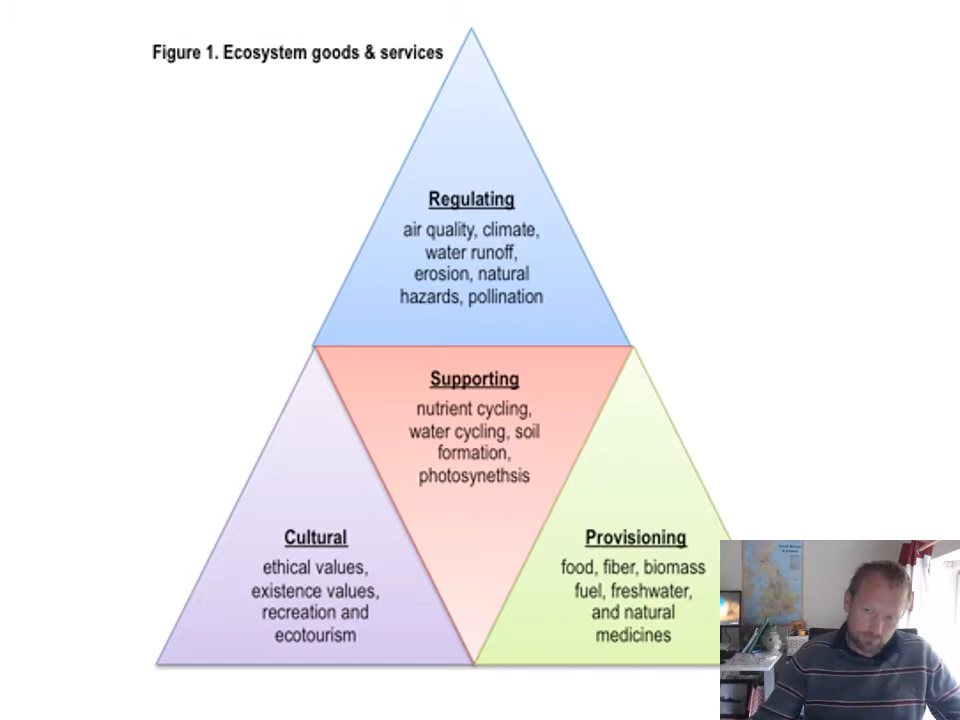 Figure 1. Ecosystem goods & services
Regulating
air quality, climate,
water runoff,
erosion, natural
hazards, pollination
Supporting
nutrient cycling,
water cycling, soil
formation,
photosynethsis
Cultural
ethical values,
existence values,
recreation and
ecotourism
Provisioning
food, fiber, biomass
fuel, freshwater,
and natural
medicines